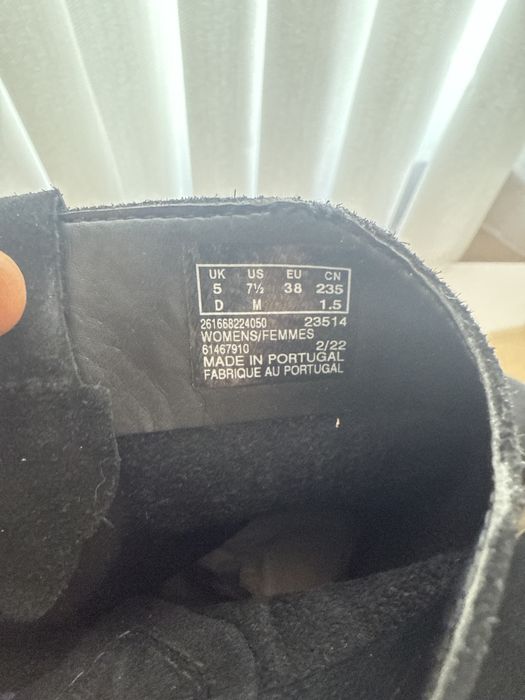 UK US EU CN
5 7½ 38 235
D M 1.5
261668224050 23514
WOMENS/FEMMES
61467910 2/22
MADE IN PORTUGAL
FABRIQUE AU PORTUGAL